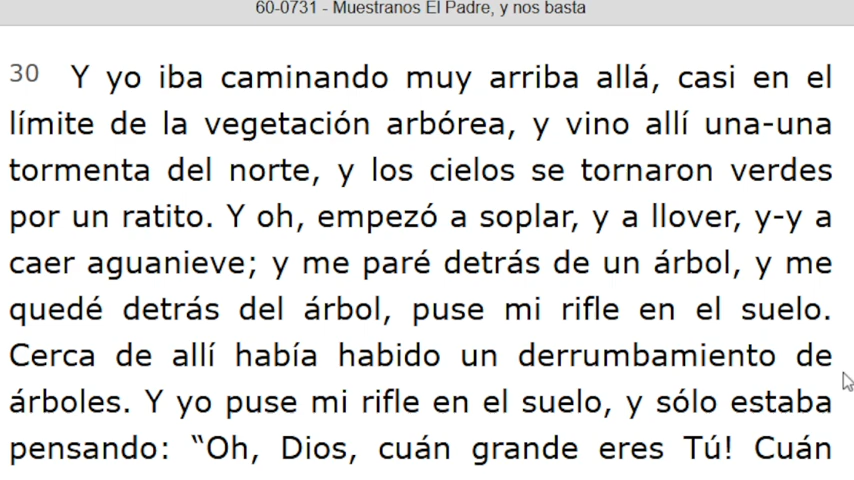 60-0731 - Muestranos El Padre, y nos basta
30 Y yo iba caminando muy arriba allá, casi en el
límite de la vegetación arbórea, y vino allí una-una
tormenta del norte, y los cielos se tornaron verdes
por un ratito. Y oh, empezó a soplar, y a llover, y-y a
caer aguanieve; y me paré detrás de un árbol, y me
quedé detrás del árbol, puse mi rifle en el suelo.
Cerca de allí había habido un derrumbamiento de
árboles. Y yo puse mi rifle en el suelo, y sólo estaba
pensando: “Oh, Dios, cuán grande eres Tú! Cuán